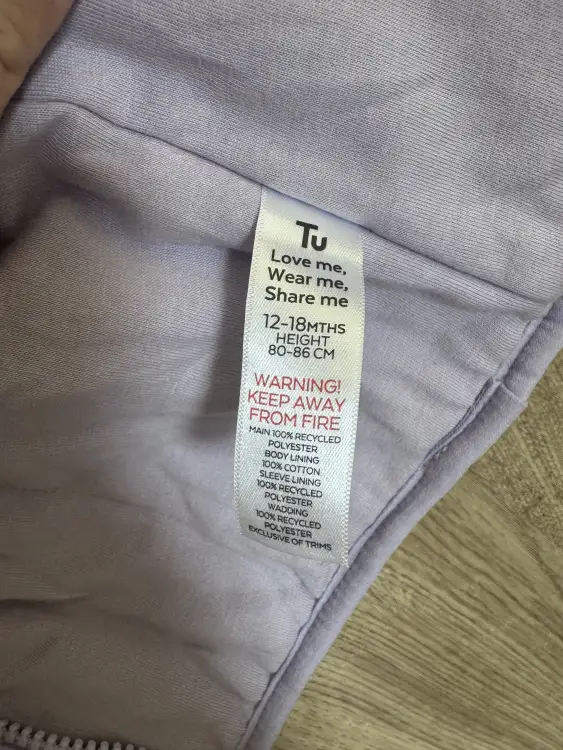 Tu
Love me,
Wear me,
Share me
12-18MTHS
HEIGHT
80-86 CM
WARNING!
KEEP AWAY
FROM FIRE
MAIN 100% RECYCLED
POLYESTER
BODY LINING
100% COTTON
SLEEVE LINING
100% RECYCLED
POLYESTER
WADDING
100% RECYCLED
POLYESTER
EXCLUSIVE OF TRIMS